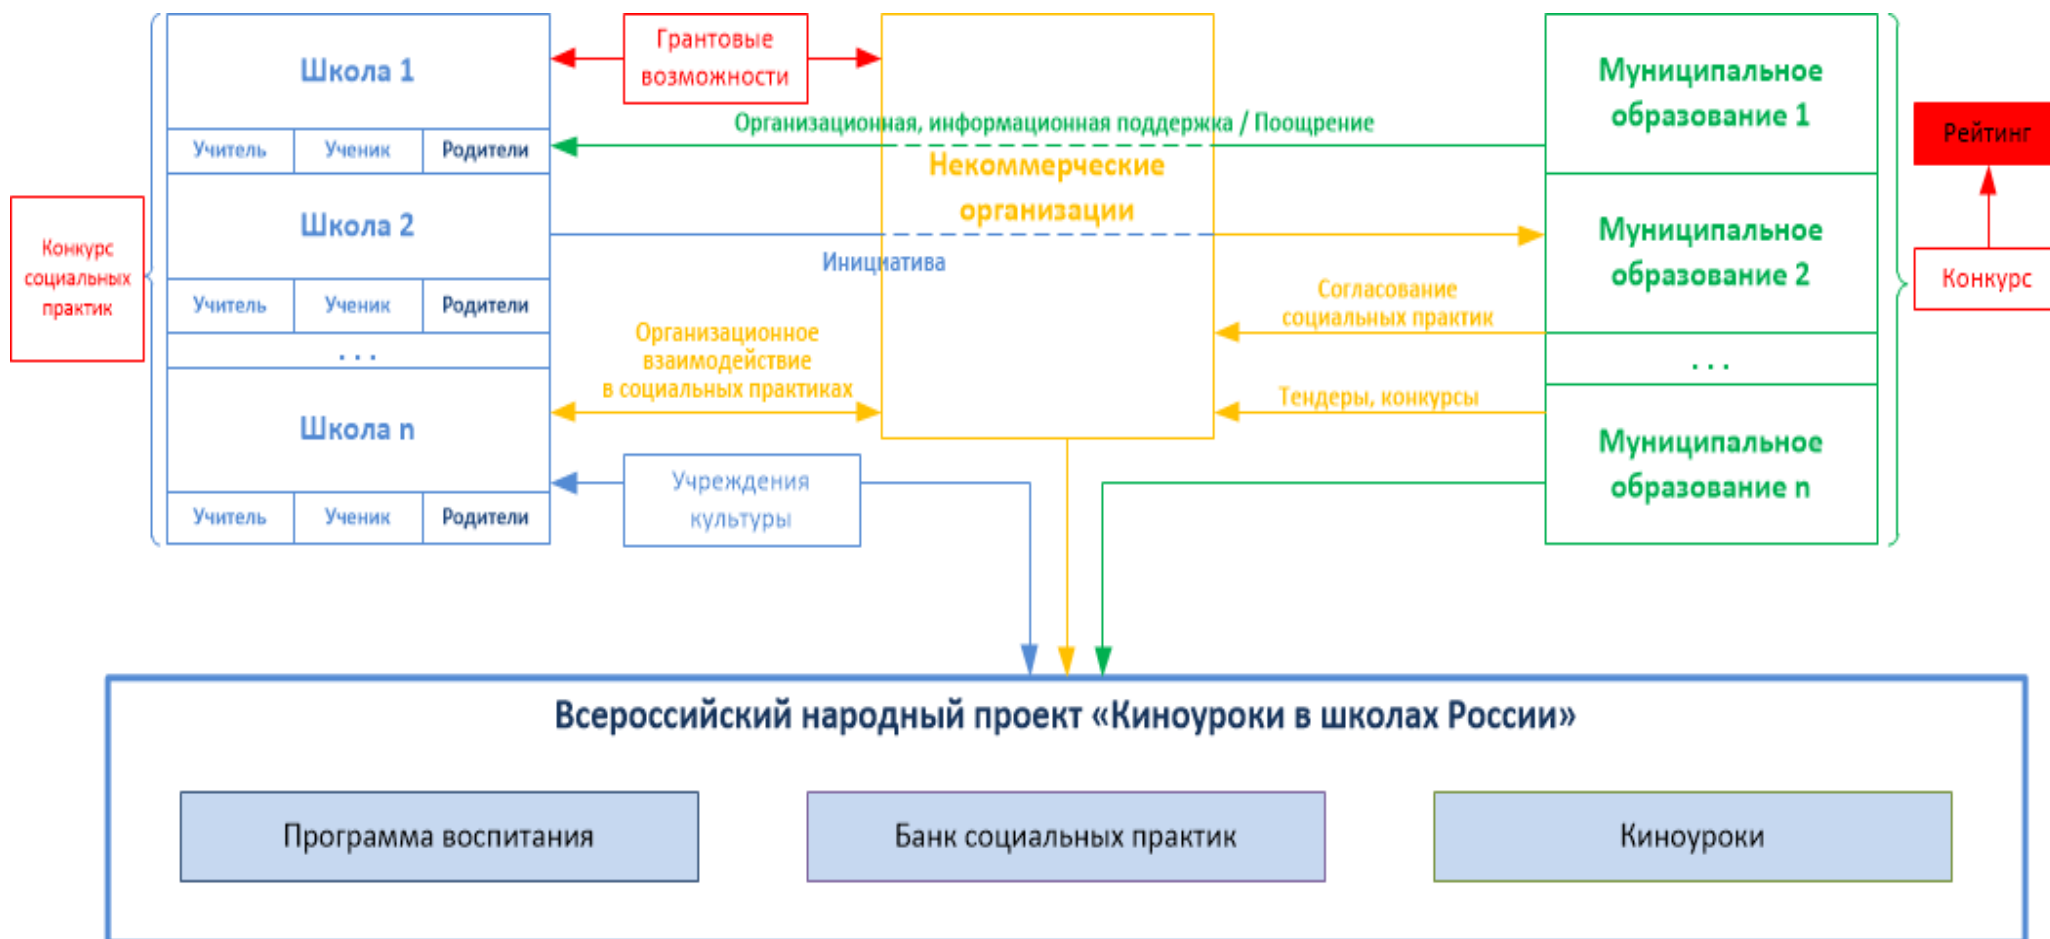 Школа 1
Учитель
Ученик
Родители
Школа 2
Учитель
Ученик
Родители
. . .
Школа n
Учитель
Ученик
Родители
Конкурс
социальных
практик
Грантовые
возможности
Организационная, информационная поддержка / Поощрение
Некоммерческие
организации
Инициатива
Организационное
взаимодействие
в социальных практиках
Учреждения
культуры
Согласование
социальных практик
Тендеры, конкурсы
Муниципальное
образование 1
Муниципальное
образование 2
. . .
Муниципальное
образование n
Рейтинг
Конкурс
Всероссийский народный проект «Киноуроки в школах России»
Программа воспитания
Банк социальных практик
Киноуроки